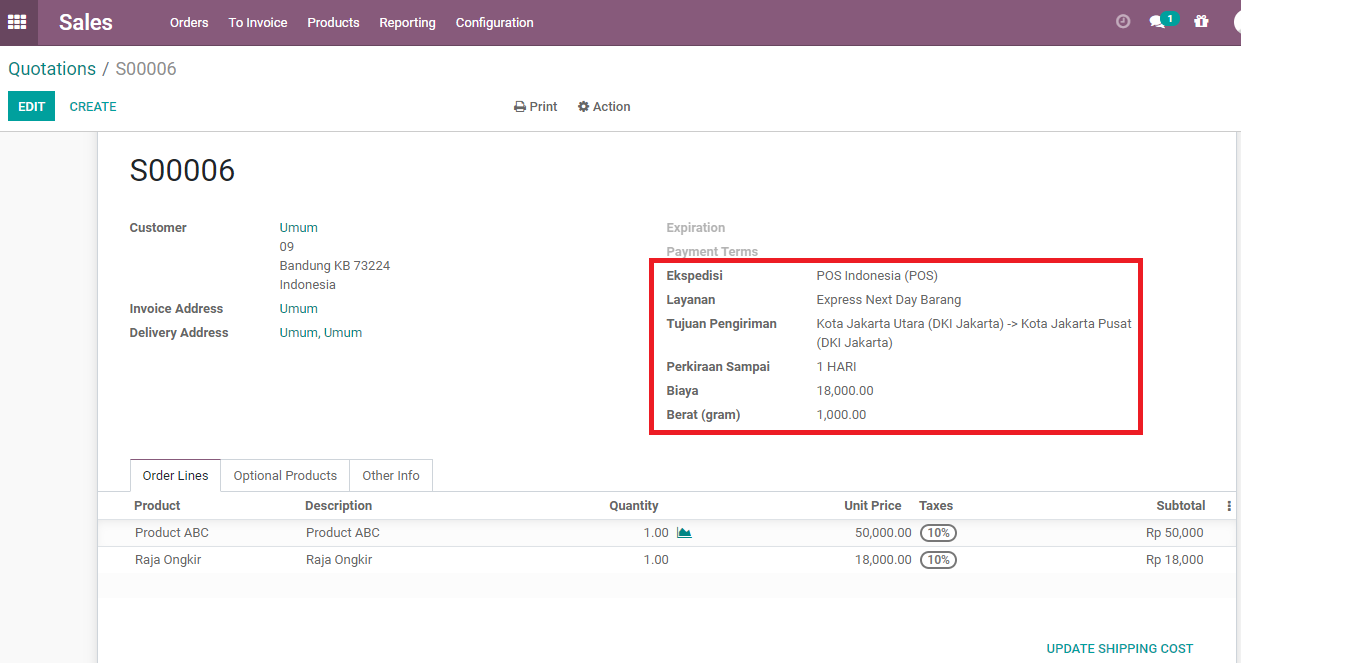 Sales Orders To Invoice Products Reporting Configuration 1
Quotations / S00006
EDIT CREATE Print Action
S00006
Customer Umum
09
Bandung KB 73224
Indonesia
Invoice Address Umum
Delivery Address Umum, Umum
Expiration
Payment Terms
Ekspedisi POS Indonesia (POS)
Layanan Express Next Day Barang
Tujuan Pengiriman Kota Jakarta Utara (DKI Jakarta) -> Kota Jakarta Pusat
(DKI Jakarta)
Perkiraan Sampai 1 HARI
Biaya 18,000.00
Berat (gram) 1,000.00
Order Lines Optional Products Other Info
Product Description Quantity Unit Price Taxes Subtotal
Product ABC Product ABC 1.00 50,000.00 10% Rp 50,000
Raja Ongkir Raja Ongkir 1.00 18,000.00 10% Rp 18,000
UPDATE SHIPPING COST